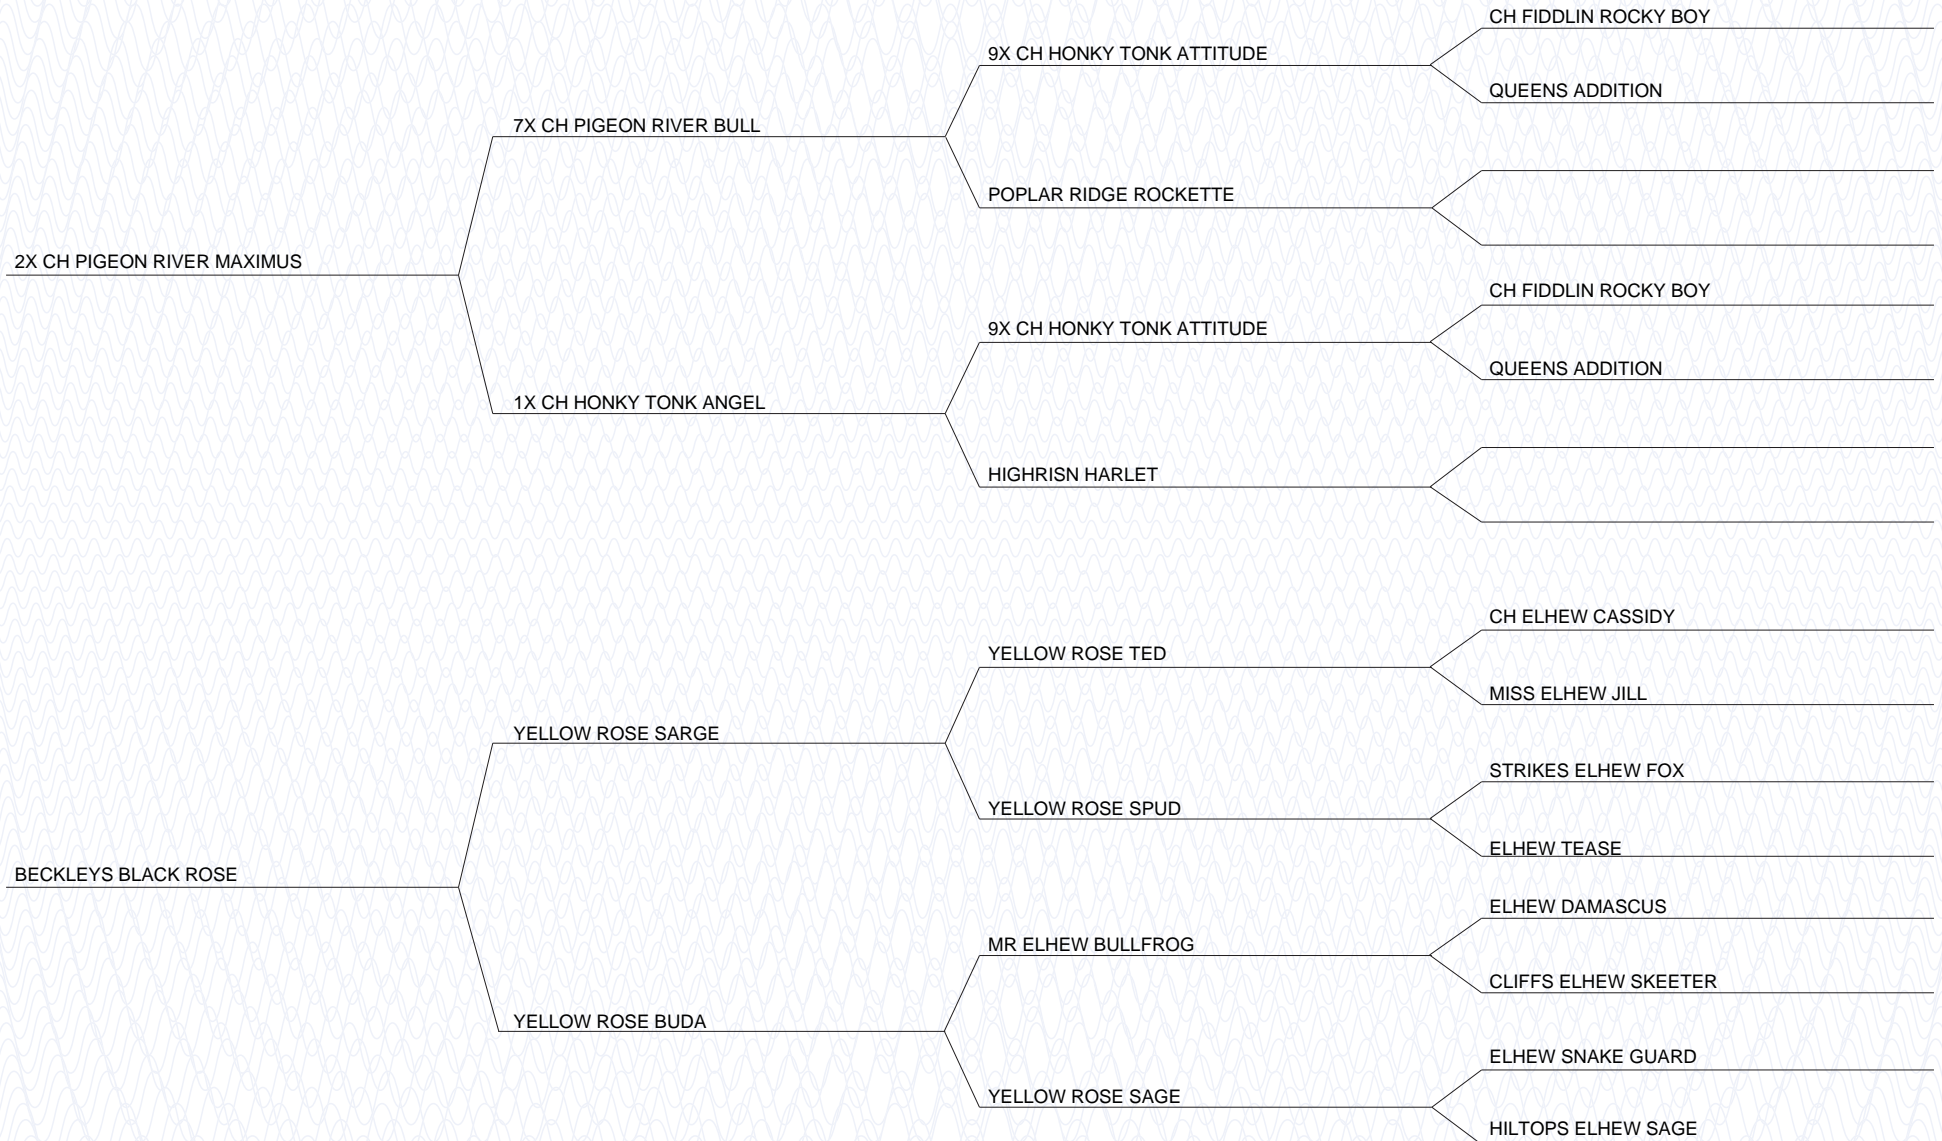 CH FIDDLIN ROCKY BOY
9X CH HONKY TONK ATTITUDE
QUEENS ADDITION
7X CH PIGEON RIVER BULL
POPLAR RIDGE ROCKETTE
2X CH PIGEON RIVER MAXIMUS
CH FIDDLIN ROCKY BOY
9X CH HONKY TONK ATTITUDE
QUEENS ADDITION
1X CH HONKY TONK ANGEL
HIGHRISN HARLET
CH ELHEW CASSIDY
YELLOW ROSE TED
MISS ELHEW JILL
YELLOW ROSE SARGE
STRIKES ELHEW FOX
YELLOW ROSE SPUD
ELHEW TEASE
BECKLEYS BLACK ROSE
ELHEW DAMASCUS
MR ELHEW BULLFROG
CLIFFS ELHEW SKEETER
YELLOW ROSE BUDA
ELHEW SNAKE GUARD
YELLOW ROSE SAGE
HILTOPS ELHEW SAGE